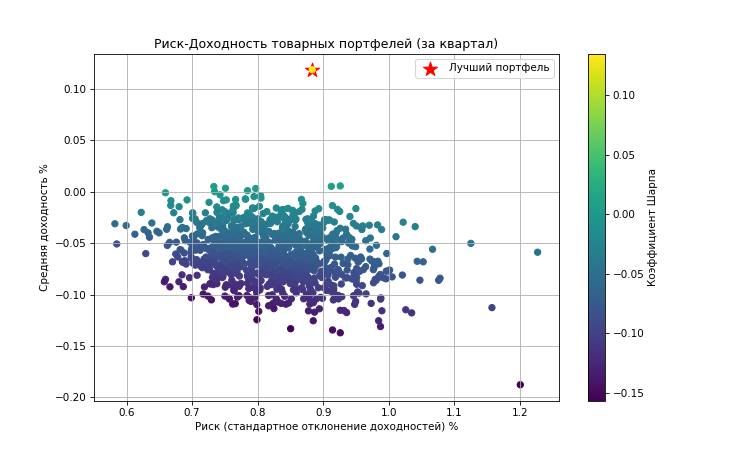 Риск-Доходность товарных портфелей (за квартал)
Лучший портфель
0.10
0.05
0.00
−0.05
−0.10
−0.15
−0.20
Средняя доходность %
0.6 0.7 0.8 0.9 1.0 1.1 1.2
Риск (стандартное отклонение доходностей) %
0.10
0.05
0.00
−0.05
−0.10
−0.15
Коэффициент Шарпа